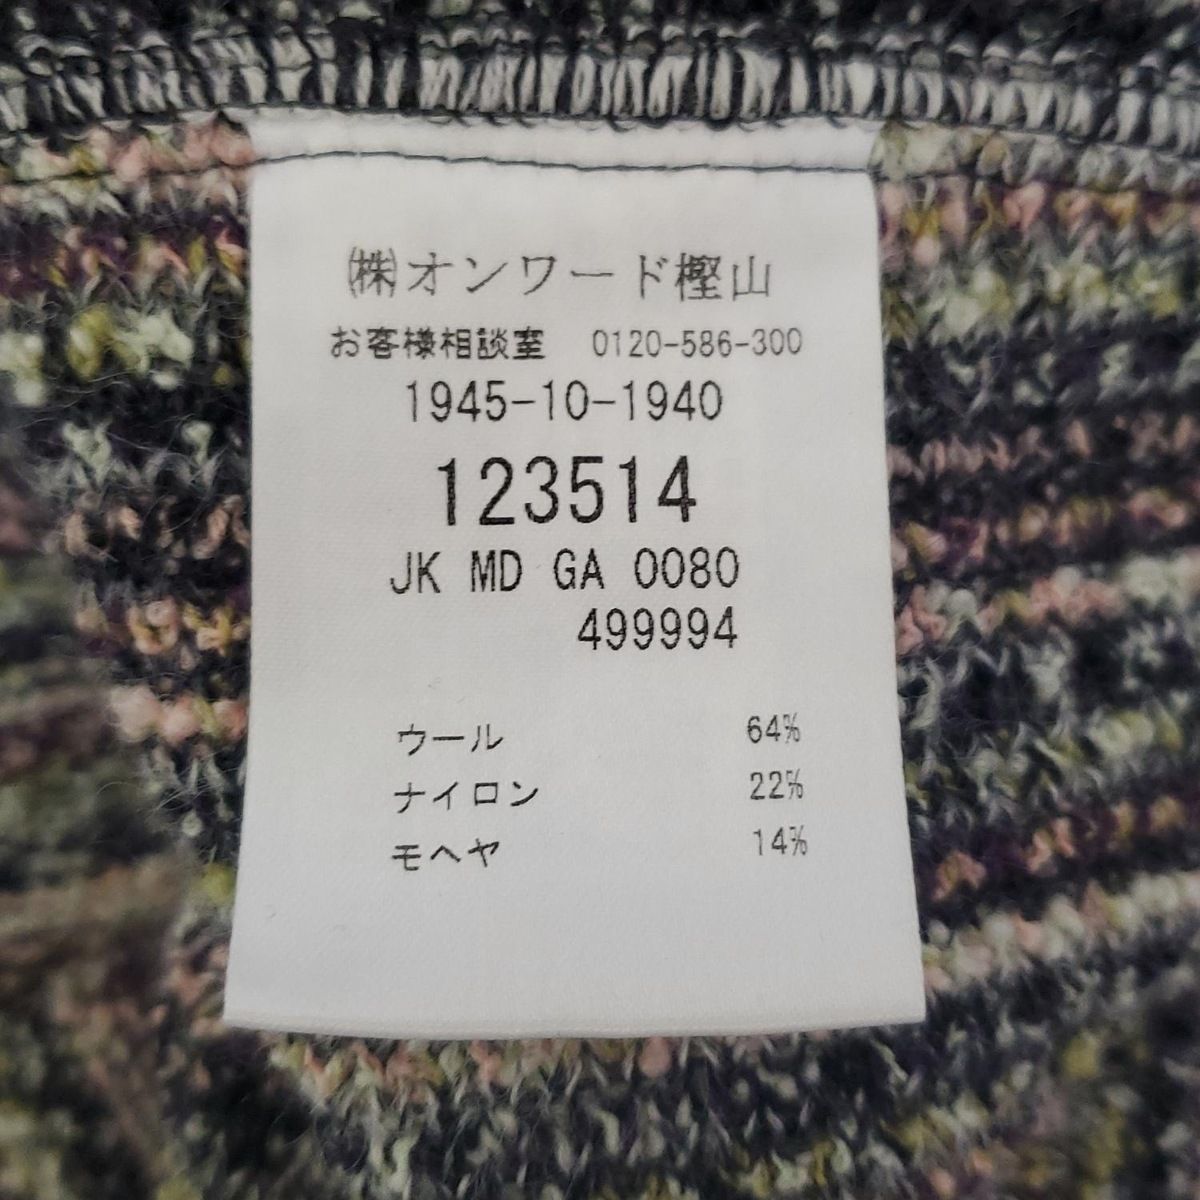 ㈱オンワード樫山
お客様相談室 0120-586-300
1945-10-1940
123514
JK MD GA 0080
499994
ウール 64%
ナイロン 22%
モヘヤ 14%